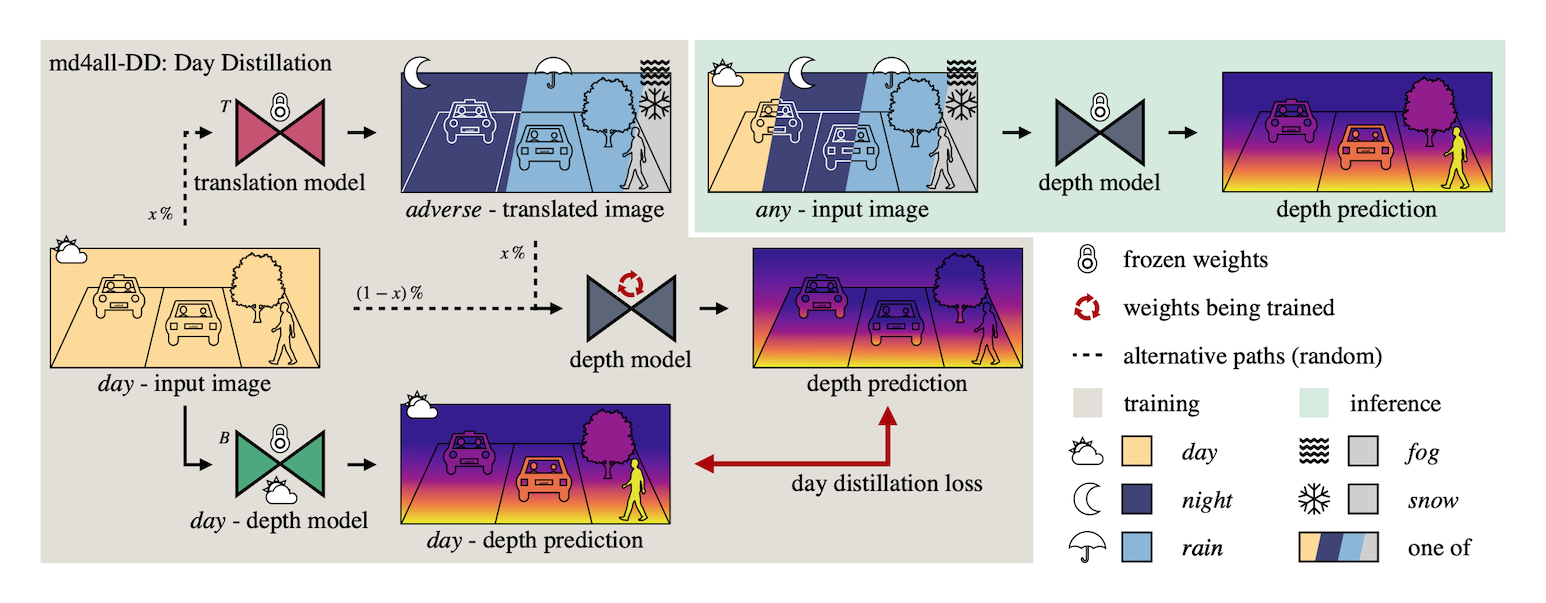 md4all-DD: Day Distillation
T
translation model
adverse - translated image
any - input image
depth model
depth prediction
x %
x %
(1 − x) %
day - input image
depth model
depth prediction
B
day - depth model
day - depth prediction
day distillation loss
frozen weights
weights being trained
alternative paths (random)
training
inference
day
fog
night
snow
rain
one of